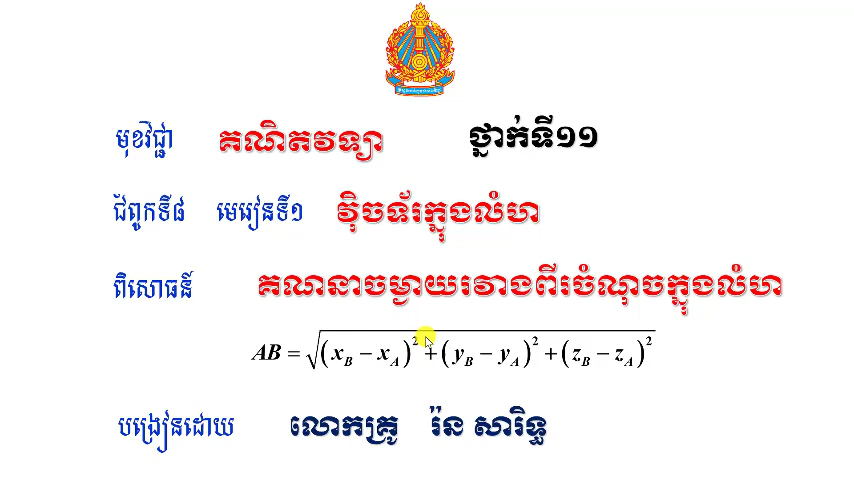 មុខវិជ្ជា គណិតវិទ្យា ថ្នាក់ទី១១
ជំពូកទី៨ មេរៀនទី១ វ៉ិចទ័រក្នុងលំហ
ពិសោធន៍ គណនាចម្ងាយរវាងពីរចំណុចក្នុងលំហ
AB = √((x_B − x_A)² + (y_B − y_A)² + (z_B − z_A)²)
បង្រៀនដោយ លោកគ្រូ រ៉ន សារិទ្ធ